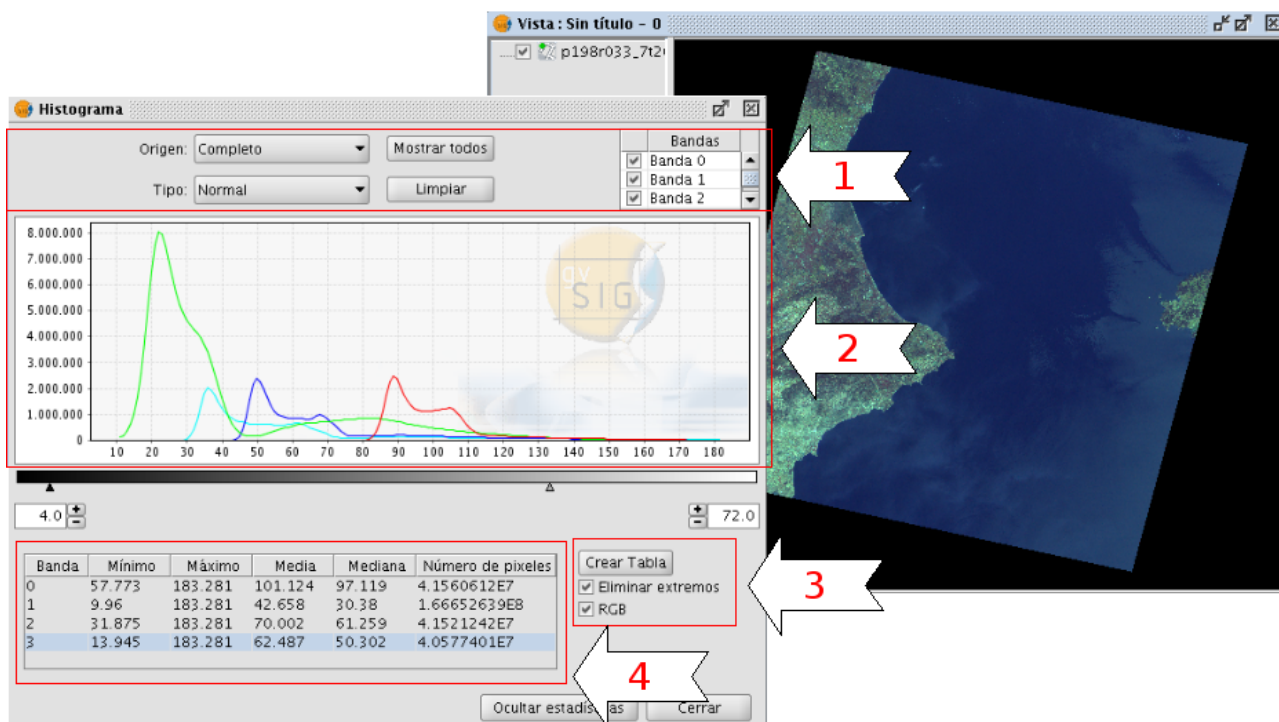 Vista : Sin título - 0
p198r033_7t2
Histograma
Origen: Completo
Mostrar todos
Tipo: Normal
Limpiar
Bandas
Banda 0
Banda 1
Banda 2
1
8.000.000
7.000.000
6.000.000
5.000.000
4.000.000
3.000.000
2.000.000
1.000.000
0
10 20 30 40 50 60 70 80 90 100 110 120 130 140 150 160 170 180
gv
SIG
2
4.0
72.0
Banda Mínimo Máximo Media Mediana Número de pixeles
0 57.773 183.281 101.124 97.119 4.1560612E7
1 9.96 183.281 42.658 30.38 1.66652639E8
2 31.875 183.281 70.002 61.259 4.1521242E7
3 13.945 183.281 62.487 50.302 4.0577401E7
Crear Tabla
Eliminar extremos
RGB
3
4
Ocultar
Cerrar